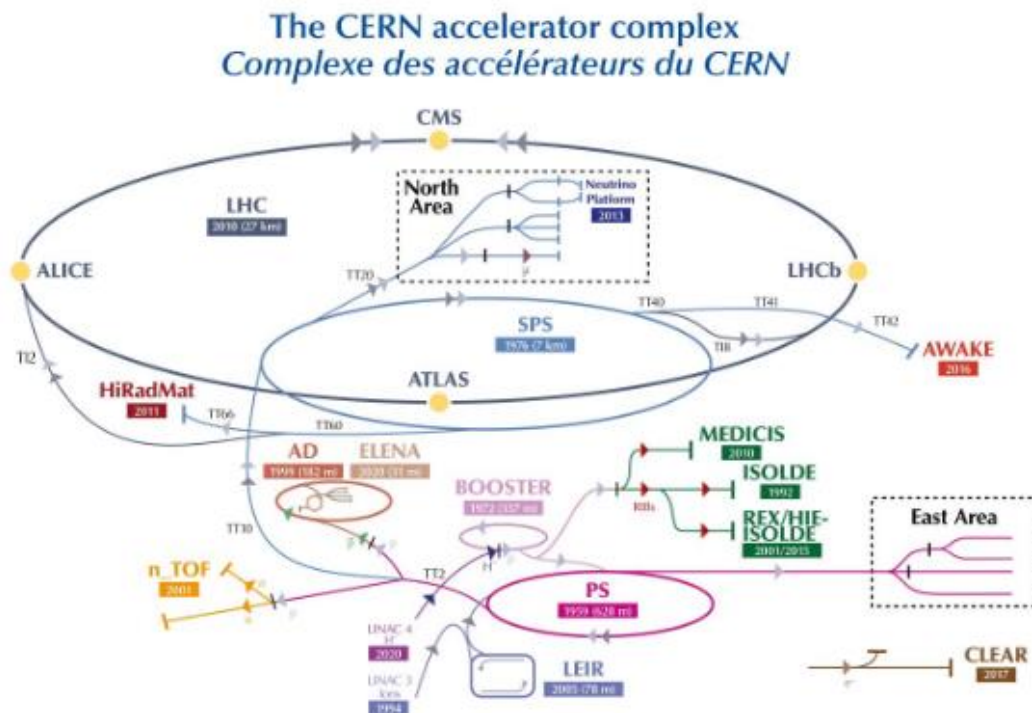 The CERN accelerator complex
Complexe des accélérateurs du CERN
CMS
North
Area
Neutrino
Platform
2013
LHC
2010 (27 km)
ALICE
LHCb
TT20
TT40
TT41
TT42
SPS
1976 (7 km)
TI8
TI2
AWAKE
2016
ATLAS
HiRadMat
2011
TT66
TT60
AD
1999 (182 m)
ELENA
2020 (31 m)
MEDICIS
2010
BOOSTER
1972 (157 m)
ISOLDE
1992
RIBs
REX/HIE-
ISOLDE
2001/2015
East Area
TT10
TT2
n_TOF
2001
PS
1959 (628 m)
LINAC 4
H-
2020
LEIR
2005 (78 m)
LINAC 3
Ions
1994
CLEAR
2017